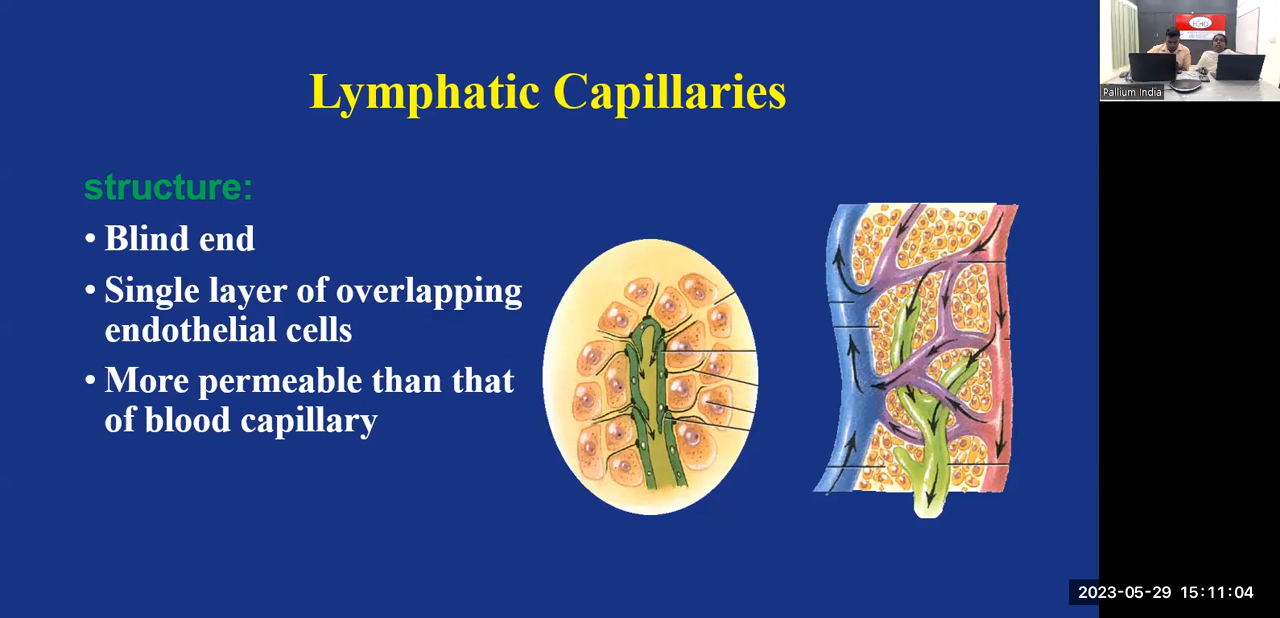 Lymphatic Capillaries
structure:
• Blind end
• Single layer of overlapping
endothelial cells
• More permeable than that
of blood capillary
ECHO
Pallium India
2023-05-29 15:11:04